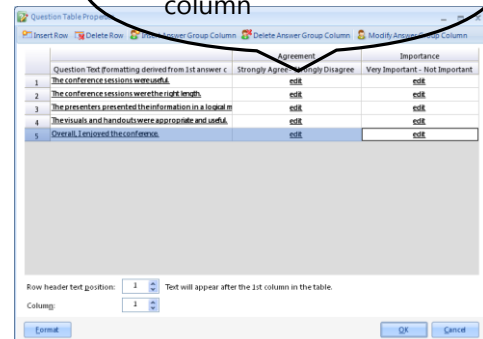 column
Question Table Propert
Insert Row Delete Row Insert Answer Group Column Delete Answer Group Column Modify Answer Group Column
Agreement Importance
Question Text (formatting derived from 1st answer c Strongly Agree - Strongly Disagree Very Important - Not Important
1 The conference sessions were useful. edit edit
2 The conference sessions were the right length. edit edit
3 The presenters presented the information in a logical m edit edit
4 The visuals and handouts were appropriate and useful. edit edit
5 Overall, I enjoyed the conference. edit edit
Row header text position: 1 Text will appear after the 1st column in the table.
Column: 1
Format OK Cancel